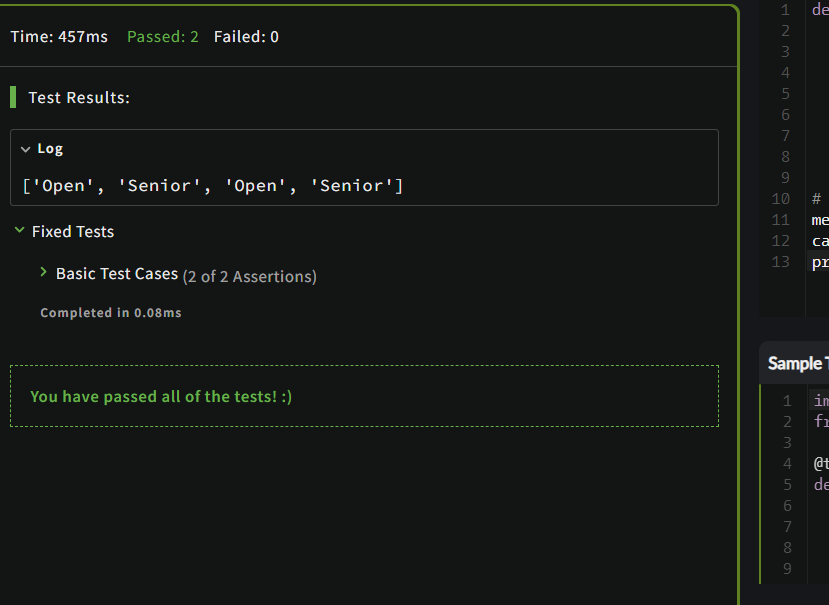 Time: 457ms Passed: 2 Failed: 0
Test Results:
Log
['Open', 'Senior', 'Open', 'Senior']
Fixed Tests
Basic Test Cases (2 of 2 Assertions)
Completed in 0.08ms
You have passed all of the tests! :)
1 de
2
3
4
5
6
7
8
9
10 #
11 me
12 ca
13 pr
Sample T
1 im
2 fr
3
4 @t
5 de
6
7
8
9